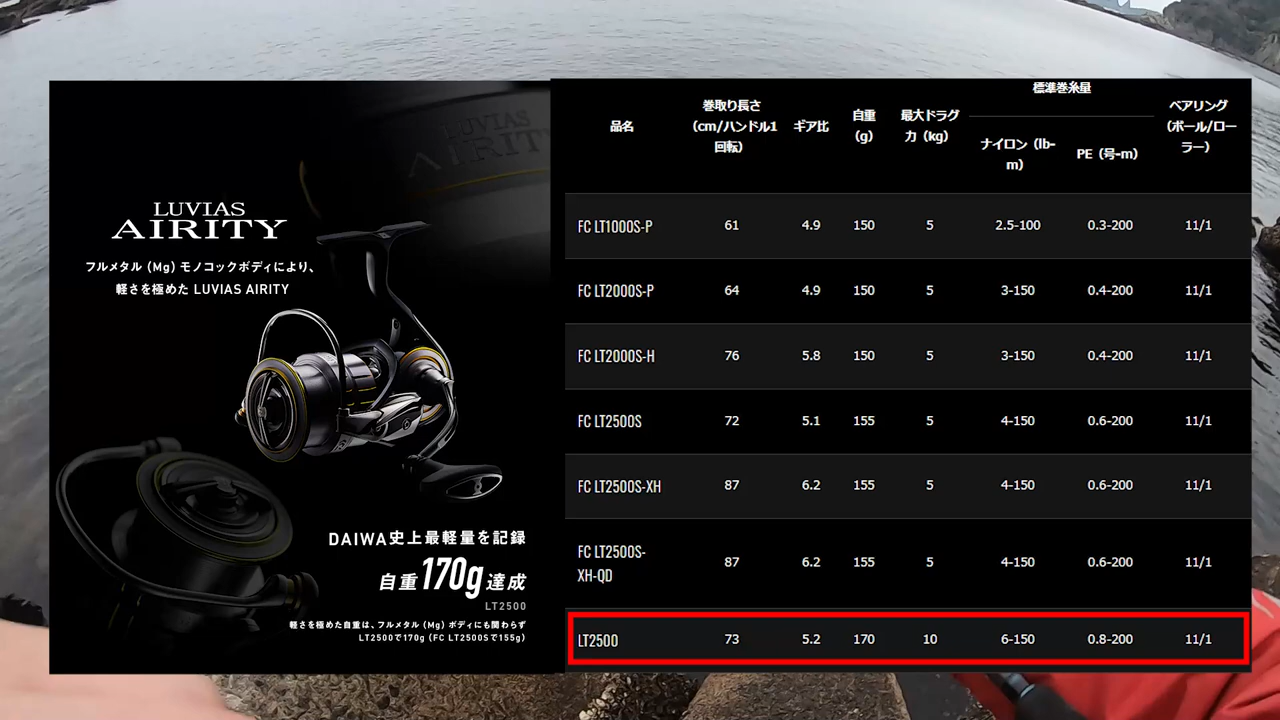 LUVIAS
AIRITY
LUVIAS
AIRITY
フルメタル (Mg) モノコックボディにより、
軽さを極めた LUVIAS AIRITY
DAIWA史上最軽量を記録
自重170g達成
LT2500
軽さを極めた自重は、フルメタル (Mg) ボディにも関わらず
LT2500で170g (FC LT2500Sで155g)
品名 巻取り長さ（cm/ハンドル1回転） ギア比 自重（g） 最大ドラグ力（kg） 標準巻糸量 ナイロン（lb-m） PE（号-m） ベアリング（ボール/ローラー）
FC LT1000S-P 61 4.9 150 5 2.5-100 0.3-200 11/1
FC LT2000S-P 64 4.9 150 5 3-150 0.4-200 11/1
FC LT2000S-H 76 5.8 150 5 3-150 0.4-200 11/1
FC LT2500S 72 5.1 155 5 4-150 0.6-200 11/1
FC LT2500S-XH 87 6.2 155 5 4-150 0.6-200 11/1
FC LT2500S-XH-QD 87 6.2 155 5 4-150 0.6-200 11/1
LT2500 73 5.2 170 10 6-150 0.8-200 11/1